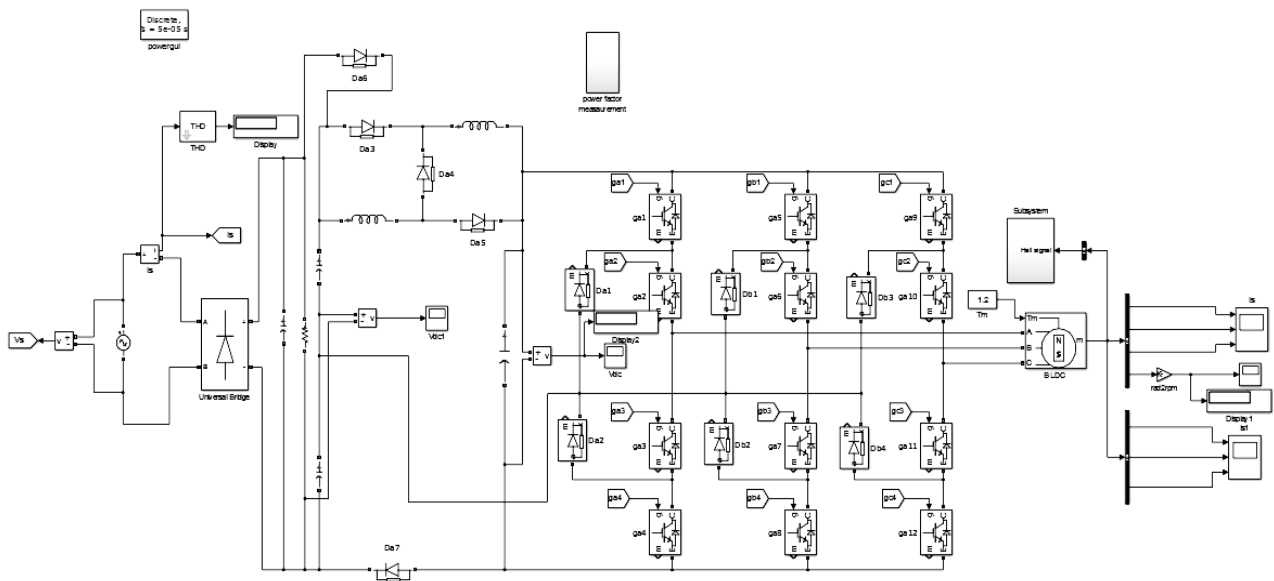 Discrete,
s = 5e-05 s
powergui
Da6
power factor
measurement
THD
THD
Display
Da3
Da4
Da5
Is
Is
Vs
v
A
B
Universal Bridge
v
Vdc1
v
Vdc
Display2
Da7
ga1
gb1
gc1
ga1
ga5
ga9
ga2
gb2
gc2
Da1
Db1
Db3
ga2
ga6
ga10
ga3
gb3
gc3
Da2
Db2
Db4
ga3
ga7
ga11
ga4
gb4
gc4
ga4
ga8
ga12
Subsystem
Hall signal
1.2
Tm
Tm
A
B
C
N
S
m
BLDC
Is
rad2rpm
Display1
Is1